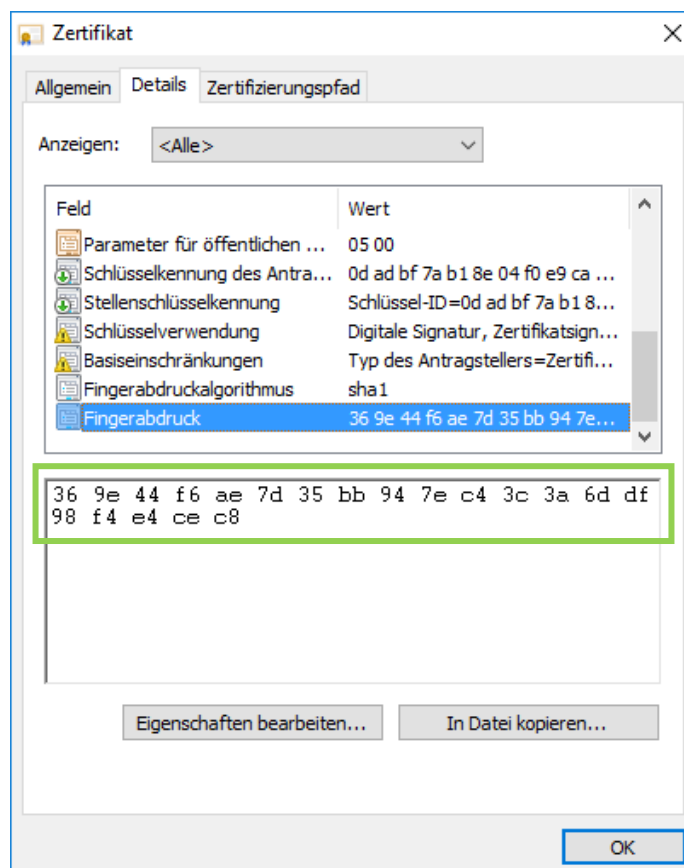 Zertifikat
Allgemein Details Zertifizierungspfad
Anzeigen: <Alle>
Feld Wert
Parameter für öffentlichen ... 05 00
Schlüsselkennung des Antra... 0d ad bf 7a b1 8e 04 f0 e9 ca ...
Stellenschlüsselkennung Schlüssel-ID=0d ad bf 7a b1 8...
Schlüsselverwendung Digitale Signatur, Zertifikatsign...
Basiseinschränkungen Typ des Antragstellers=Zertifi...
Fingerabdruckalgorithmus sha1
Fingerabdruck 36 9e 44 f6 ae 7d 35 bb 94 7e...
36 9e 44 f6 ae 7d 35 bb 94 7e c4 3c 3a 6d df
98 f4 e4 ce c8
Eigenschaften bearbeiten... In Datei kopieren...
OK